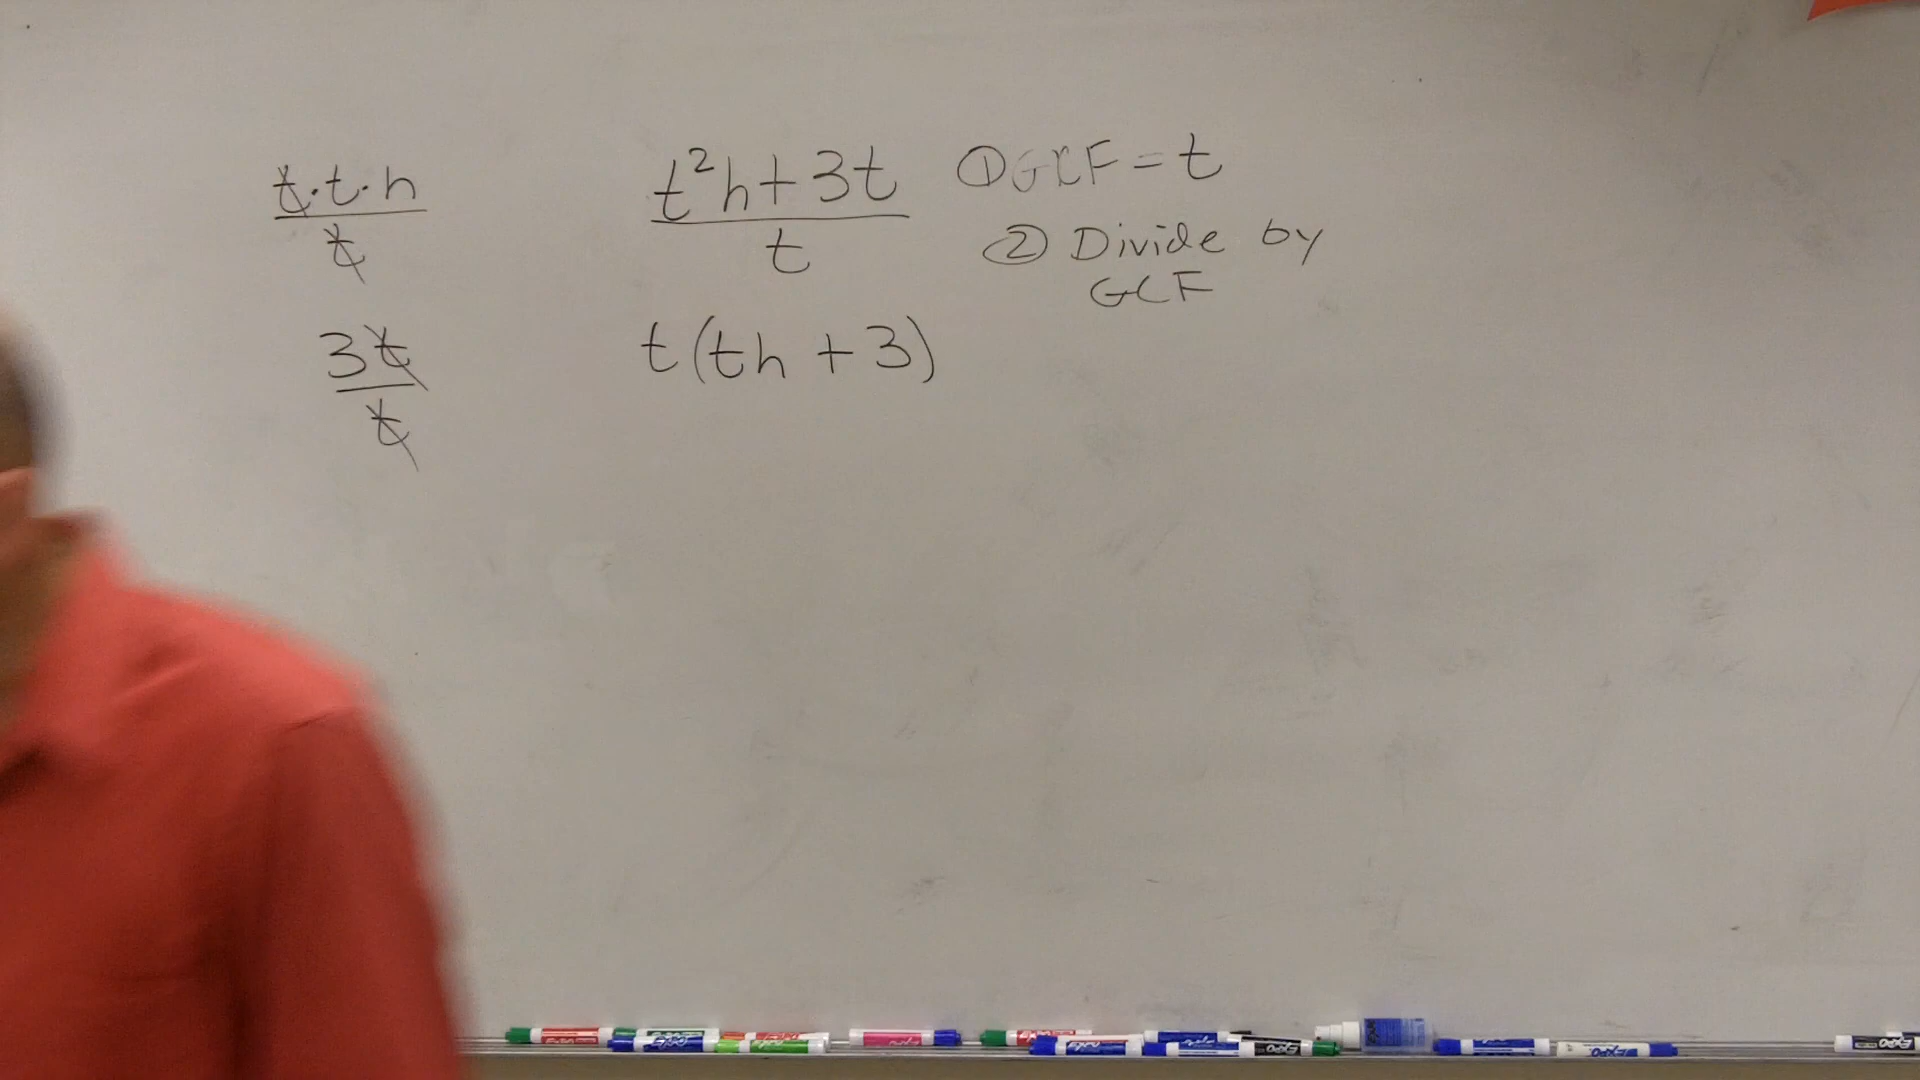 t·t·h
t
3t
t
t²h+3t
t
t(th + 3)
① GCF = t
② Divide by
GCF